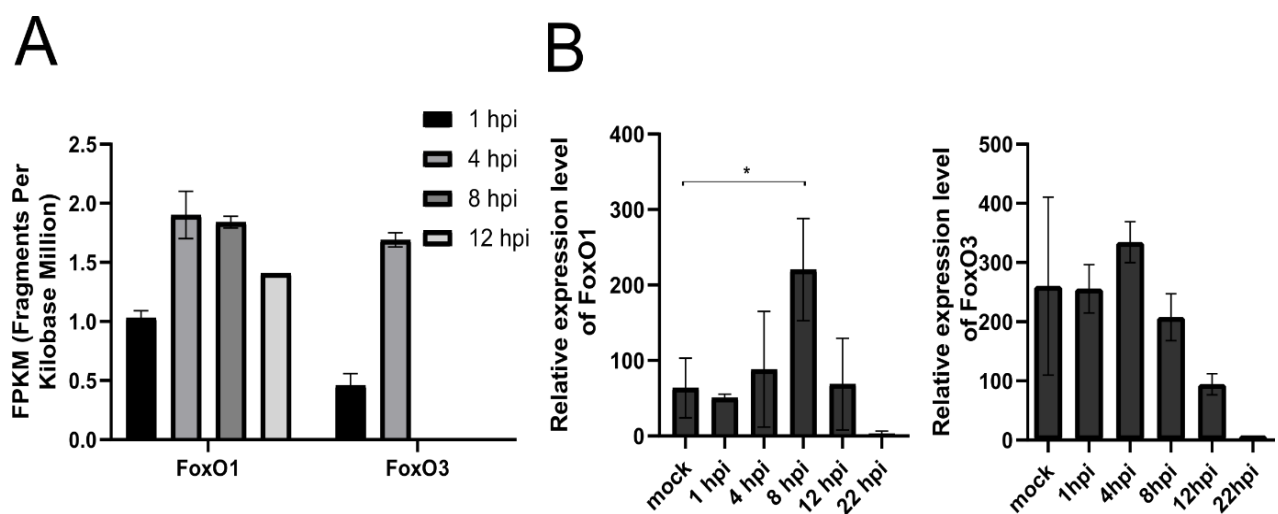 A
B
1 hpi
4 hpi
8 hpi
12 hpi
FPKM (Fragments Per
Kilobase Million)
2.5
2.0
1.5
1.0
0.5
0.0
FoxO1
FoxO3
Relative expression level
of FoxO1
400
300
200
100
0
*
mock
1 hpi
4 hpi
8 hpi
12 hpi
22 hpi
Relative expression level
of FoxO3
500
400
300
200
100
0
mock
1hpi
4hpi
8hpi
12hpi
22hpi